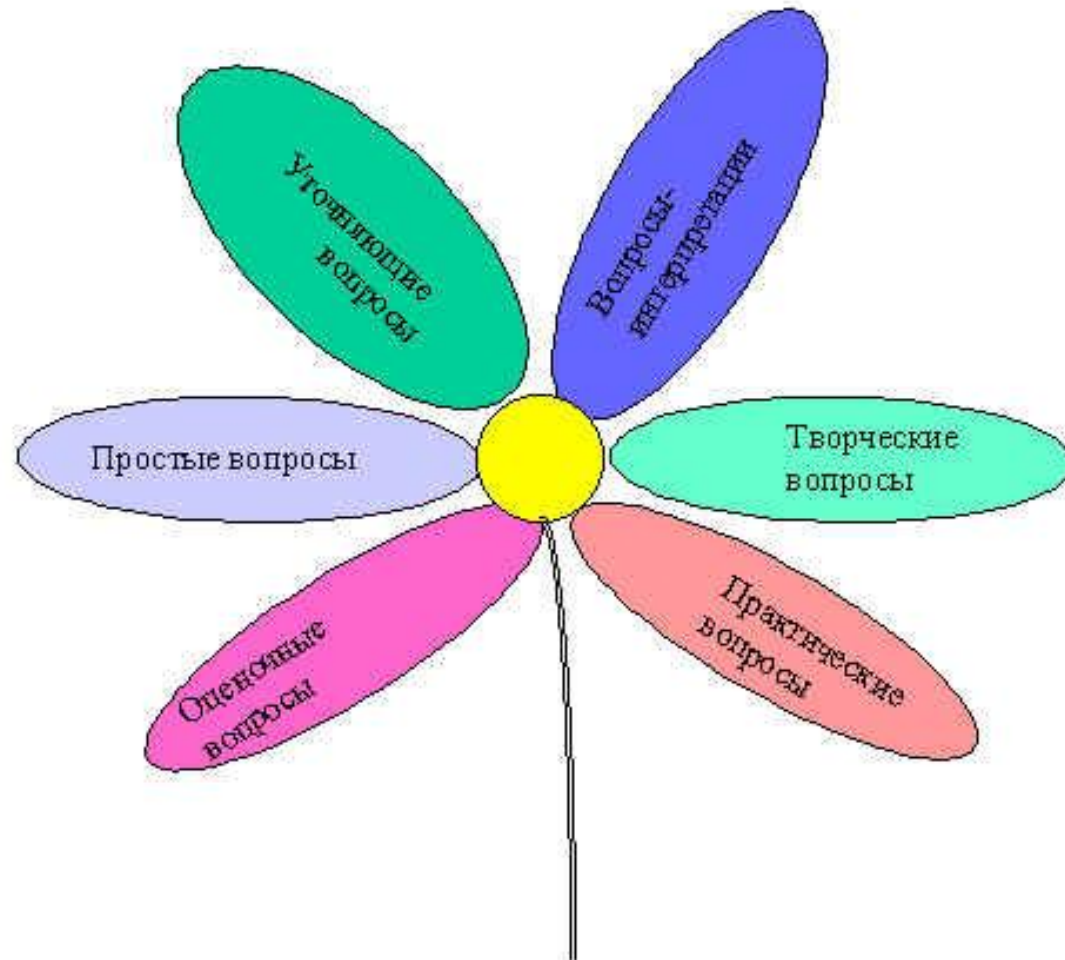 Уточняющие
вопросы
Вопросы-
интерпретации
Простые вопросы
Творческие
вопросы
Оценочные
вопросы
Практические
вопросы